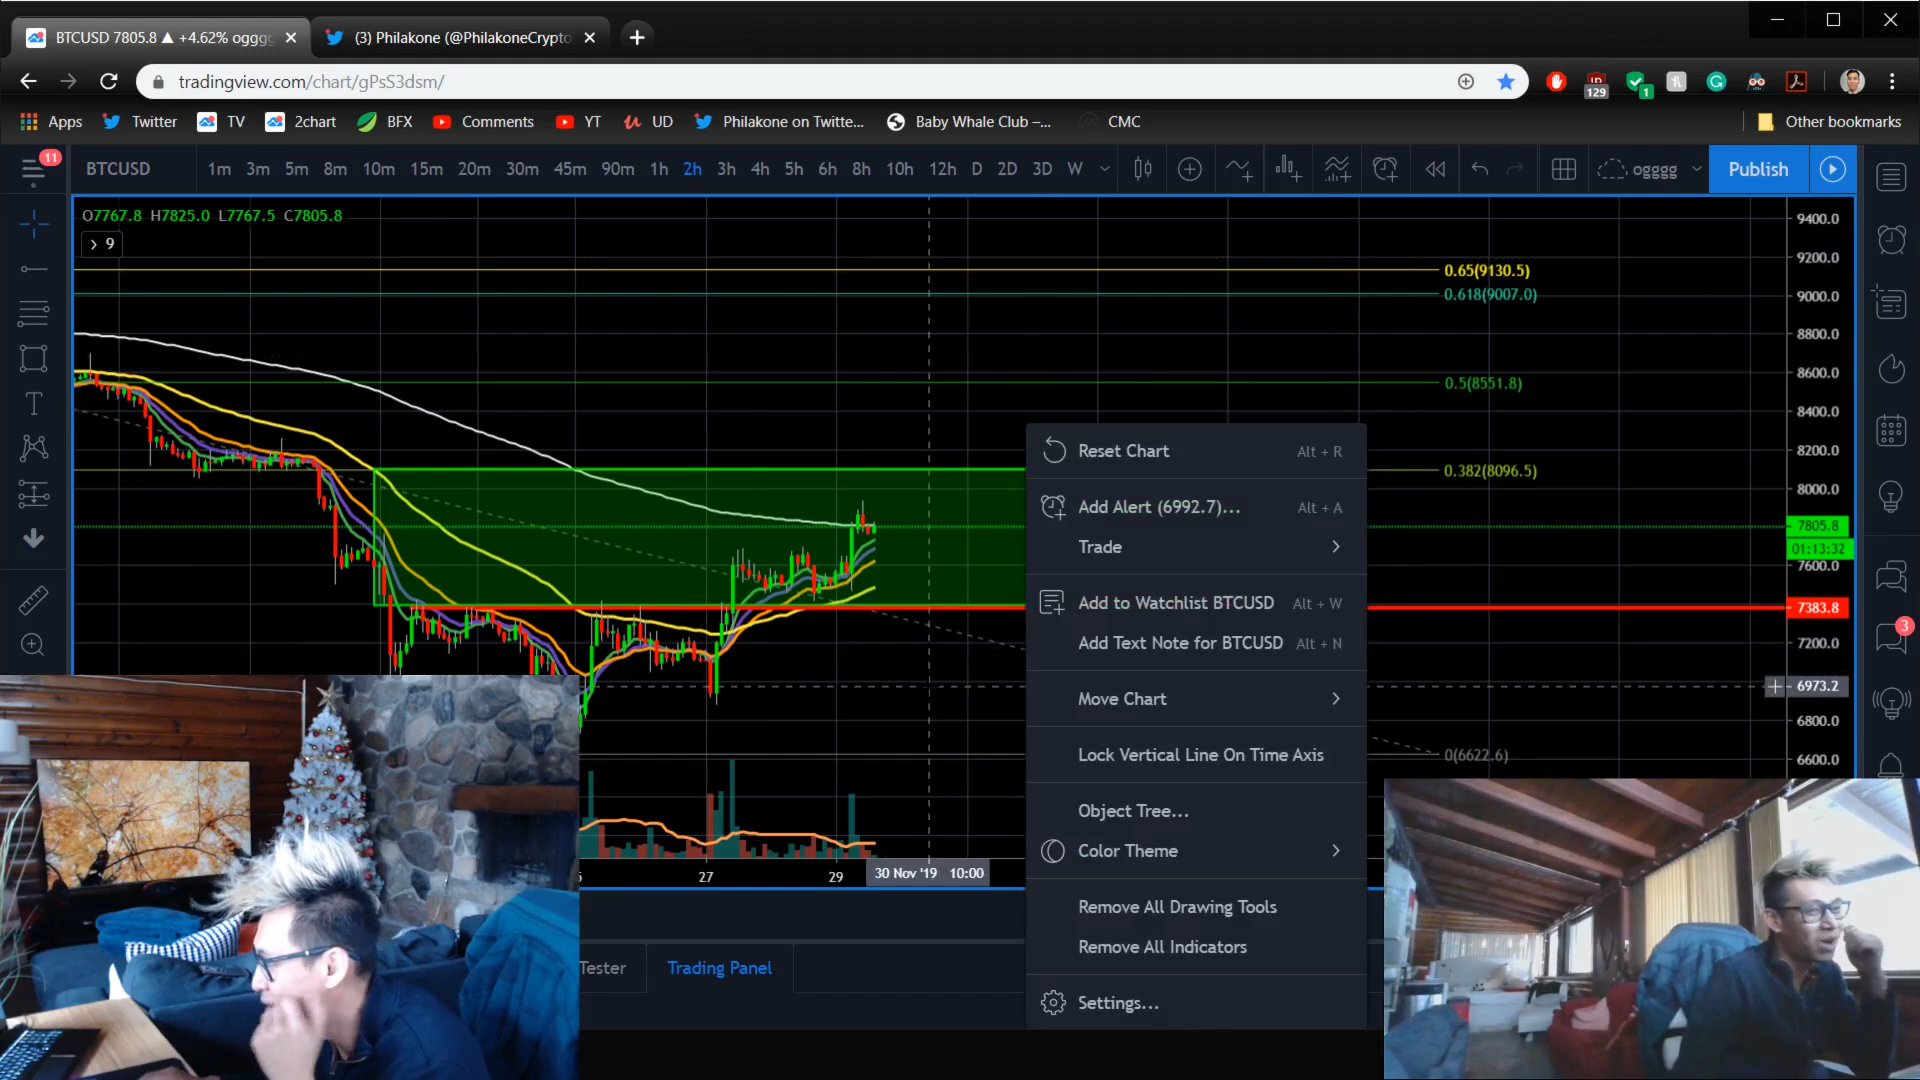 BTCUSD 7805.8 ▲ +4.62% ogggg
(3) Philakone (@PhilakoneCrypto
tradingview.com/chart/gPsS3dsm/
129
1
Apps Twitter TV 2chart BFX Comments YT UD Philakone on Twitte... Baby Whale Club –... CMC Other bookmarks
11
BTCUSD 1m 3m 5m 8m 10m 15m 20m 30m 45m 90m 1h 2h 3h 4h 5h 6h 8h 10h 12h D 2D 3D W ogggg Publish
O7767.8 H7825.0 L7767.5 C7805.8
9
9400.0
0.65(9130.5)
9200.0
0.618(9007.0)
9000.0
8800.0
8600.0
0.5(8551.8)
8400.0
8200.0
0.382(8096.5)
8000.0
7805.8
01:13:32
7600.0
7383.8
7200.0
6973.2
6800.0
0(6622.6)
6600.0
3
Reset Chart Alt + R
Add Alert (6992.7)... Alt + A
Trade
Add to Watchlist BTCUSD Alt + W
Add Text Note for BTCUSD Alt + N
Move Chart
Lock Vertical Line On Time Axis
Object Tree...
Color Theme
Remove All Drawing Tools
Remove All Indicators
Settings...
27 29 30 Nov '19 10:00
Tester Trading Panel